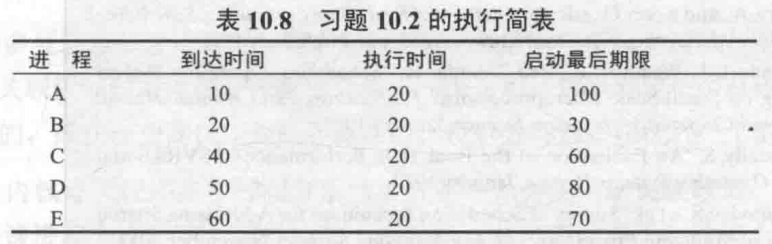 表 10.8 习题 10.2 的执行简表
进 程 到达时间 执行时间 启动最后期限
A 10 20 100
B 20 20 30
C 40 20 60
D 50 20 80
E 60 20 70